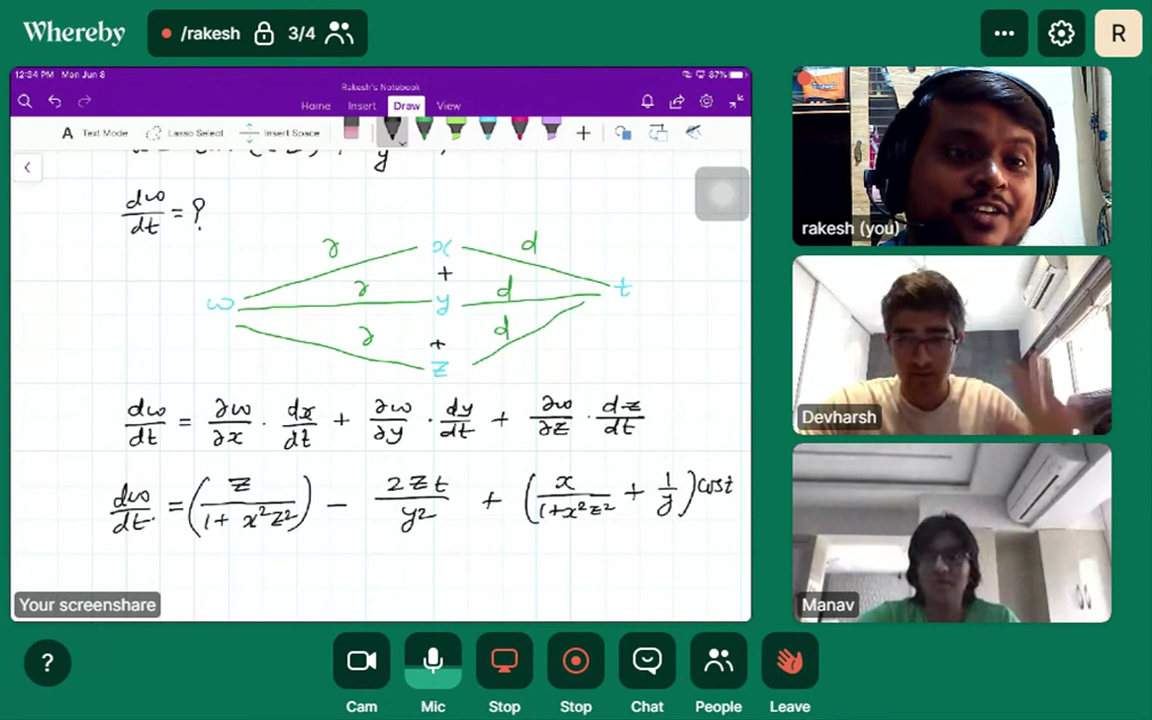 Whereby
/rakesh 3/4
R
12:34 PM Mon Jun 8
87%
Rakesh's Notebook
Home Insert Draw View
A Text Mode Lasso Select Insert Space
y
dw/dt = ?
∂ x d
+
w ∂ y d t
+
∂ z d
dw/dt = ∂w/∂x · dx/dt + ∂w/∂y · dy/dt + ∂w/∂z · dz/dt
dw/dt = (z/(1 + x²z²)) − 2zt/y² + (x/(1+x²z²) + 1/y) cost
Your screenshare
rakesh (you)
Devharsh
Manav
?
Cam Mic Stop Stop Chat People Leave